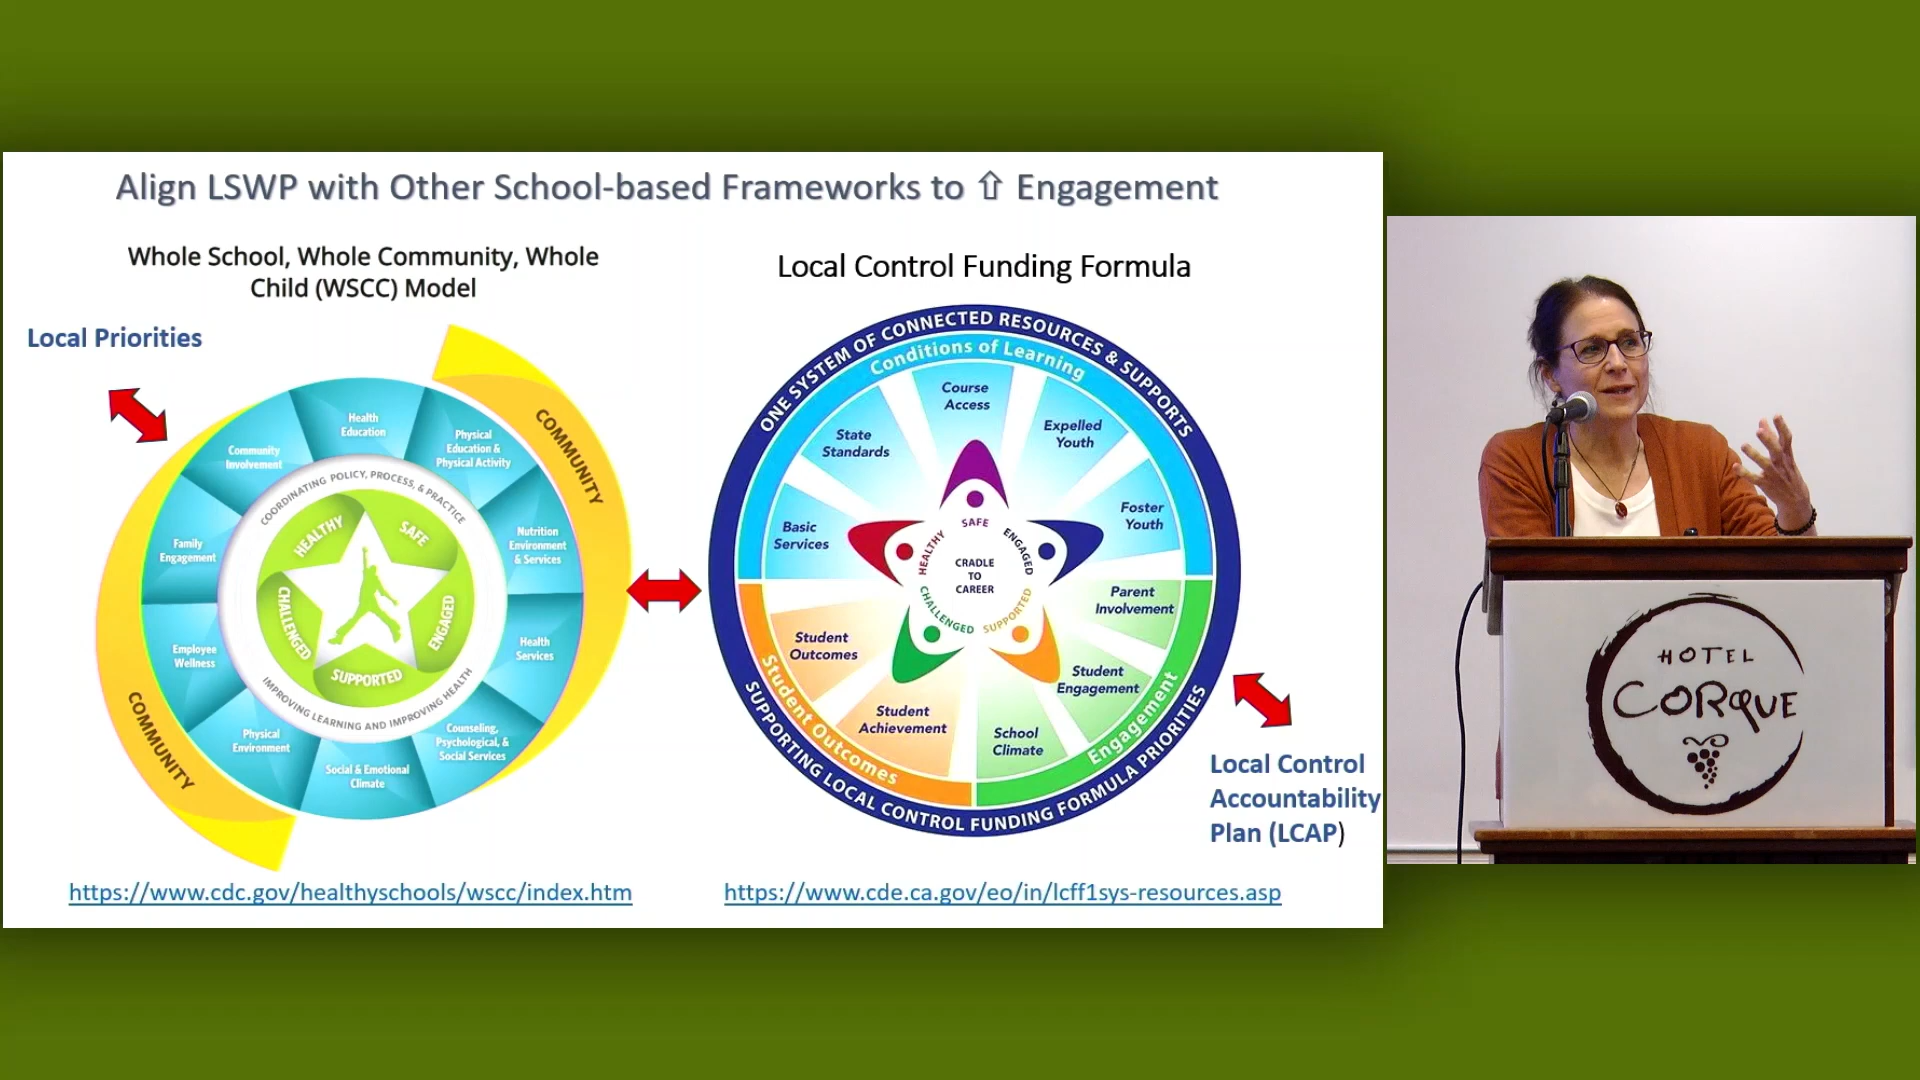 Align LSWP with Other School-based Frameworks to ⇧ Engagement
Whole School, Whole Community, Whole
Child (WSCC) Model
Local Priorities
COMMUNITY
COMMUNITY
Health
Education
Physical
Education &
Physical Activity
Nutrition
Environment
& Services
Health
Services
Counseling,
Psychological, &
Social Services
Social & Emotional
Climate
Physical
Environment
Employee
Wellness
Family
Engagement
Community
Involvement
COORDINATING POLICY, PROCESS, & PRACTICE
IMPROVING LEARNING AND IMPROVING HEALTH
HEALTHY
SAFE
ENGAGED
SUPPORTED
CHALLENGED
https://www.cdc.gov/healthyschools/wscc/index.htm
Local Control Funding Formula
ONE SYSTEM OF CONNECTED RESOURCES & SUPPORTS
SUPPORTING LOCAL CONTROL FUNDING FORMULA PRIORITIES
Conditions of Learning
Basic
Services
State
Standards
Course
Access
Expelled
Youth
Foster
Youth
Engagement
Parent
Involvement
Student
Engagement
School
Climate
Student Outcomes
Student
Achievement
Student
Outcomes
SAFE
ENGAGED
SUPPORTED
CHALLENGED
HEALTHY
CRADLE
TO
CAREER
Local Control
Accountability
Plan (LCAP)
https://www.cde.ca.gov/eo/in/lcff1sys-resources.asp
HOTEL
CORQUE